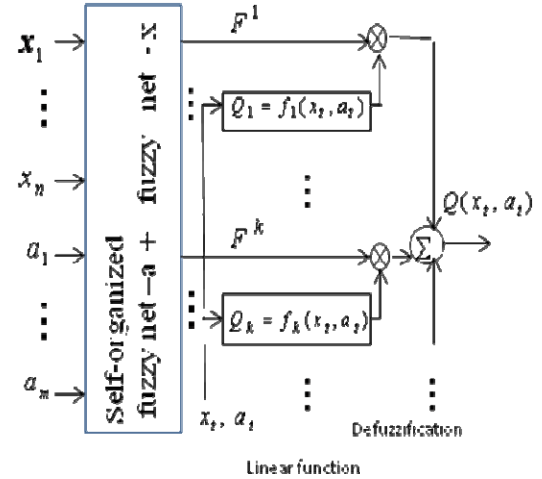 x₁
⋮
xₙ
a₁
⋮
aₘ
Self-organized
fuzzy net–a + fuzzy net -x
F¹
⊗
⋮
Q₁ = f₁(xₜ, aₜ)
⋮
Fᵏ
⊗
Σ
Q(xₜ, aₜ)
⋮
Qₖ = fₖ(xₜ, aₜ)
xₜ, aₜ
⋮
⋮
Defuzzification
Linear function